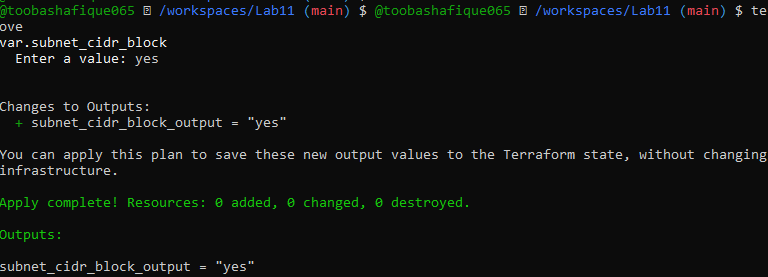 @toobashafique065 /workspaces/Lab11 (main) $ @toobashafique065 /workspaces/Lab11 (main) $ te
ove
var.subnet_cidr_block
  Enter a value: yes
Changes to Outputs:
  + subnet_cidr_block_output = "yes"
You can apply this plan to save these new output values to the Terraform state, without changing
infrastructure.
Apply complete! Resources: 0 added, 0 changed, 0 destroyed.
Outputs:
subnet_cidr_block_output = "yes"